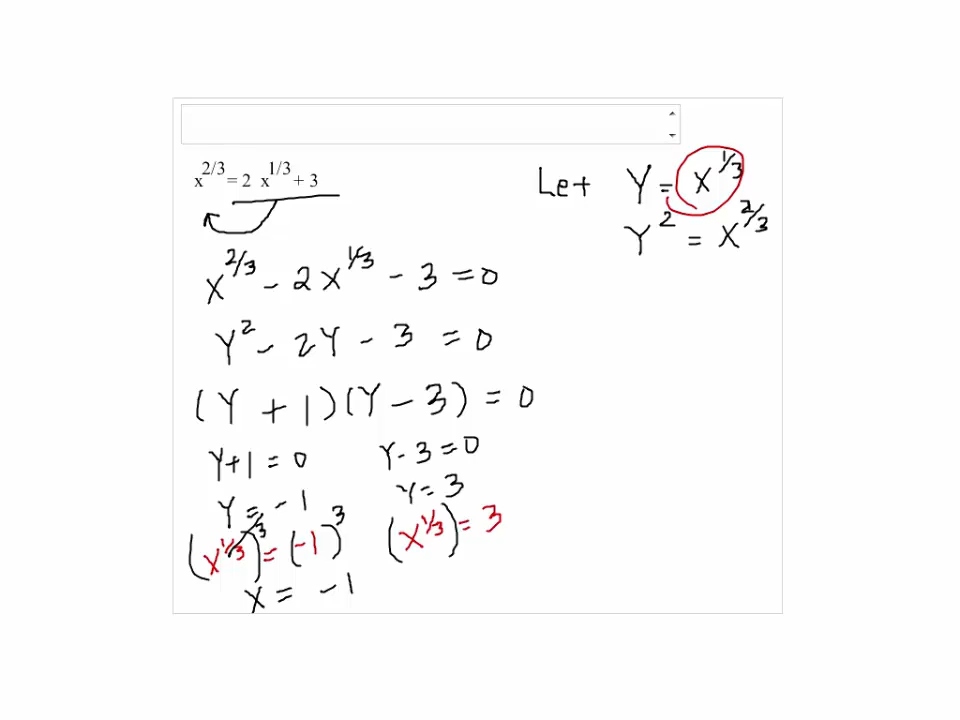 x^2/3 = 2 x^1/3 + 3
Let Y = X^1/3
Y^2 = X^2/3
X^2/3 - 2X^1/3 - 3 = 0
Y^2 - 2Y - 3 = 0
(Y + 1)(Y - 3) = 0
Y+1 = 0 Y-3=0
Y = -1 Y= 3
(X^1/3)^3 = (-1)^3 (X^1/3) = 3
X = -1